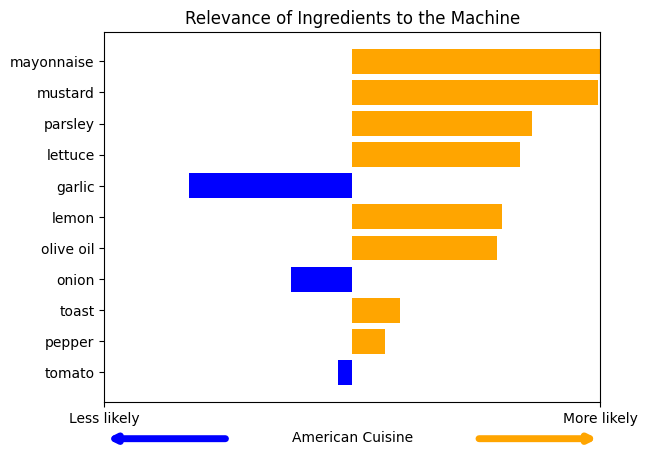 Relevance of Ingredients to the Machine
mayonnaise
mustard
parsley
lettuce
garlic
lemon
olive oil
onion
toast
pepper
tomato
Less likely More likely
American Cuisine